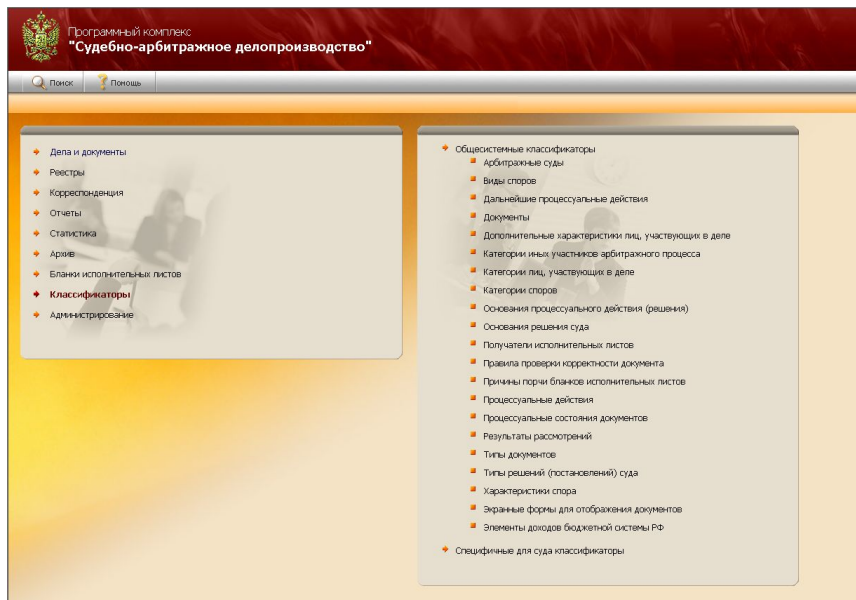 Программный комплекс
"Судебно-арбитражное делопроизводство"
Поиск
Помощь
Дела и документы
Реестры
Корреспонденция
Отчеты
Статистика
Архив
Бланки исполнительных листов
Классификаторы
Администрирование
Общесистемные классификаторы
Арбитражные суды
Виды споров
Дальнейшие процессуальные действия
Документы
Дополнительные характеристики лиц, участвующих в деле
Категории иных участников арбитражного процесса
Категории лиц, участвующих в деле
Категории споров
Основания процессуального действия (решения)
Основания решения суда
Получатели исполнительных листов
Правила проверки корректности документа
Причины порчи бланков исполнительных листов
Процессуальные действия
Процессуальные состояния документов
Результаты рассмотрений
Типы документов
Типы решений (постановлений) суда
Характеристики спора
Экранные формы для отображения документов
Элементы доходов бюджетной системы РФ
Специфичные для суда классификаторы